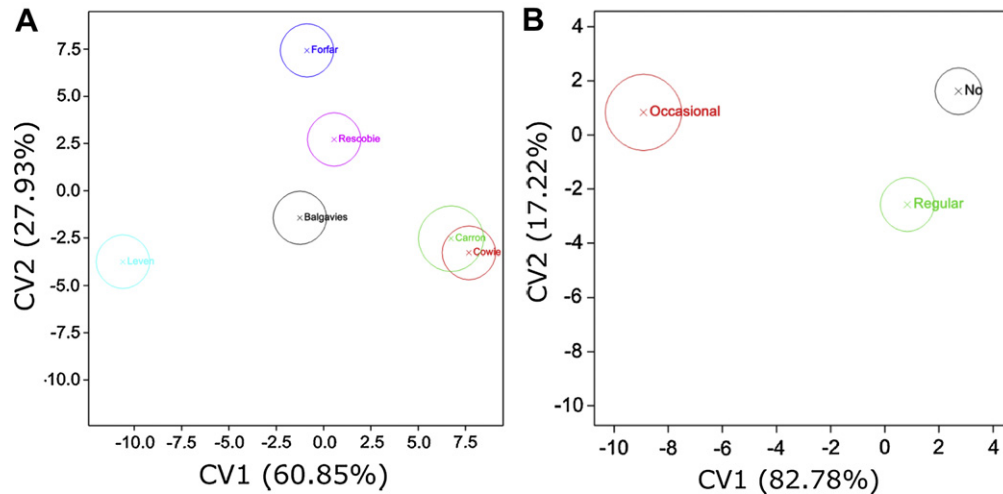 A
7.5
5.0
2.5
0.0
-2.5
-5.0
-7.5
-10.0
CV2 (27.93%)
Forfar
Rescobie
Balgavies
Carron
Cowie
Leven
-10.0 -7.5 -5.0 -2.5 0.0 2.5 5.0 7.5
CV1 (60.85%)
B
4
2
0
-2
-4
-6
-8
-10
CV2 (17.22%)
No
Occasional
Regular
-10 -8 -6 -4 -2 0 2 4
CV1 (82.78%)